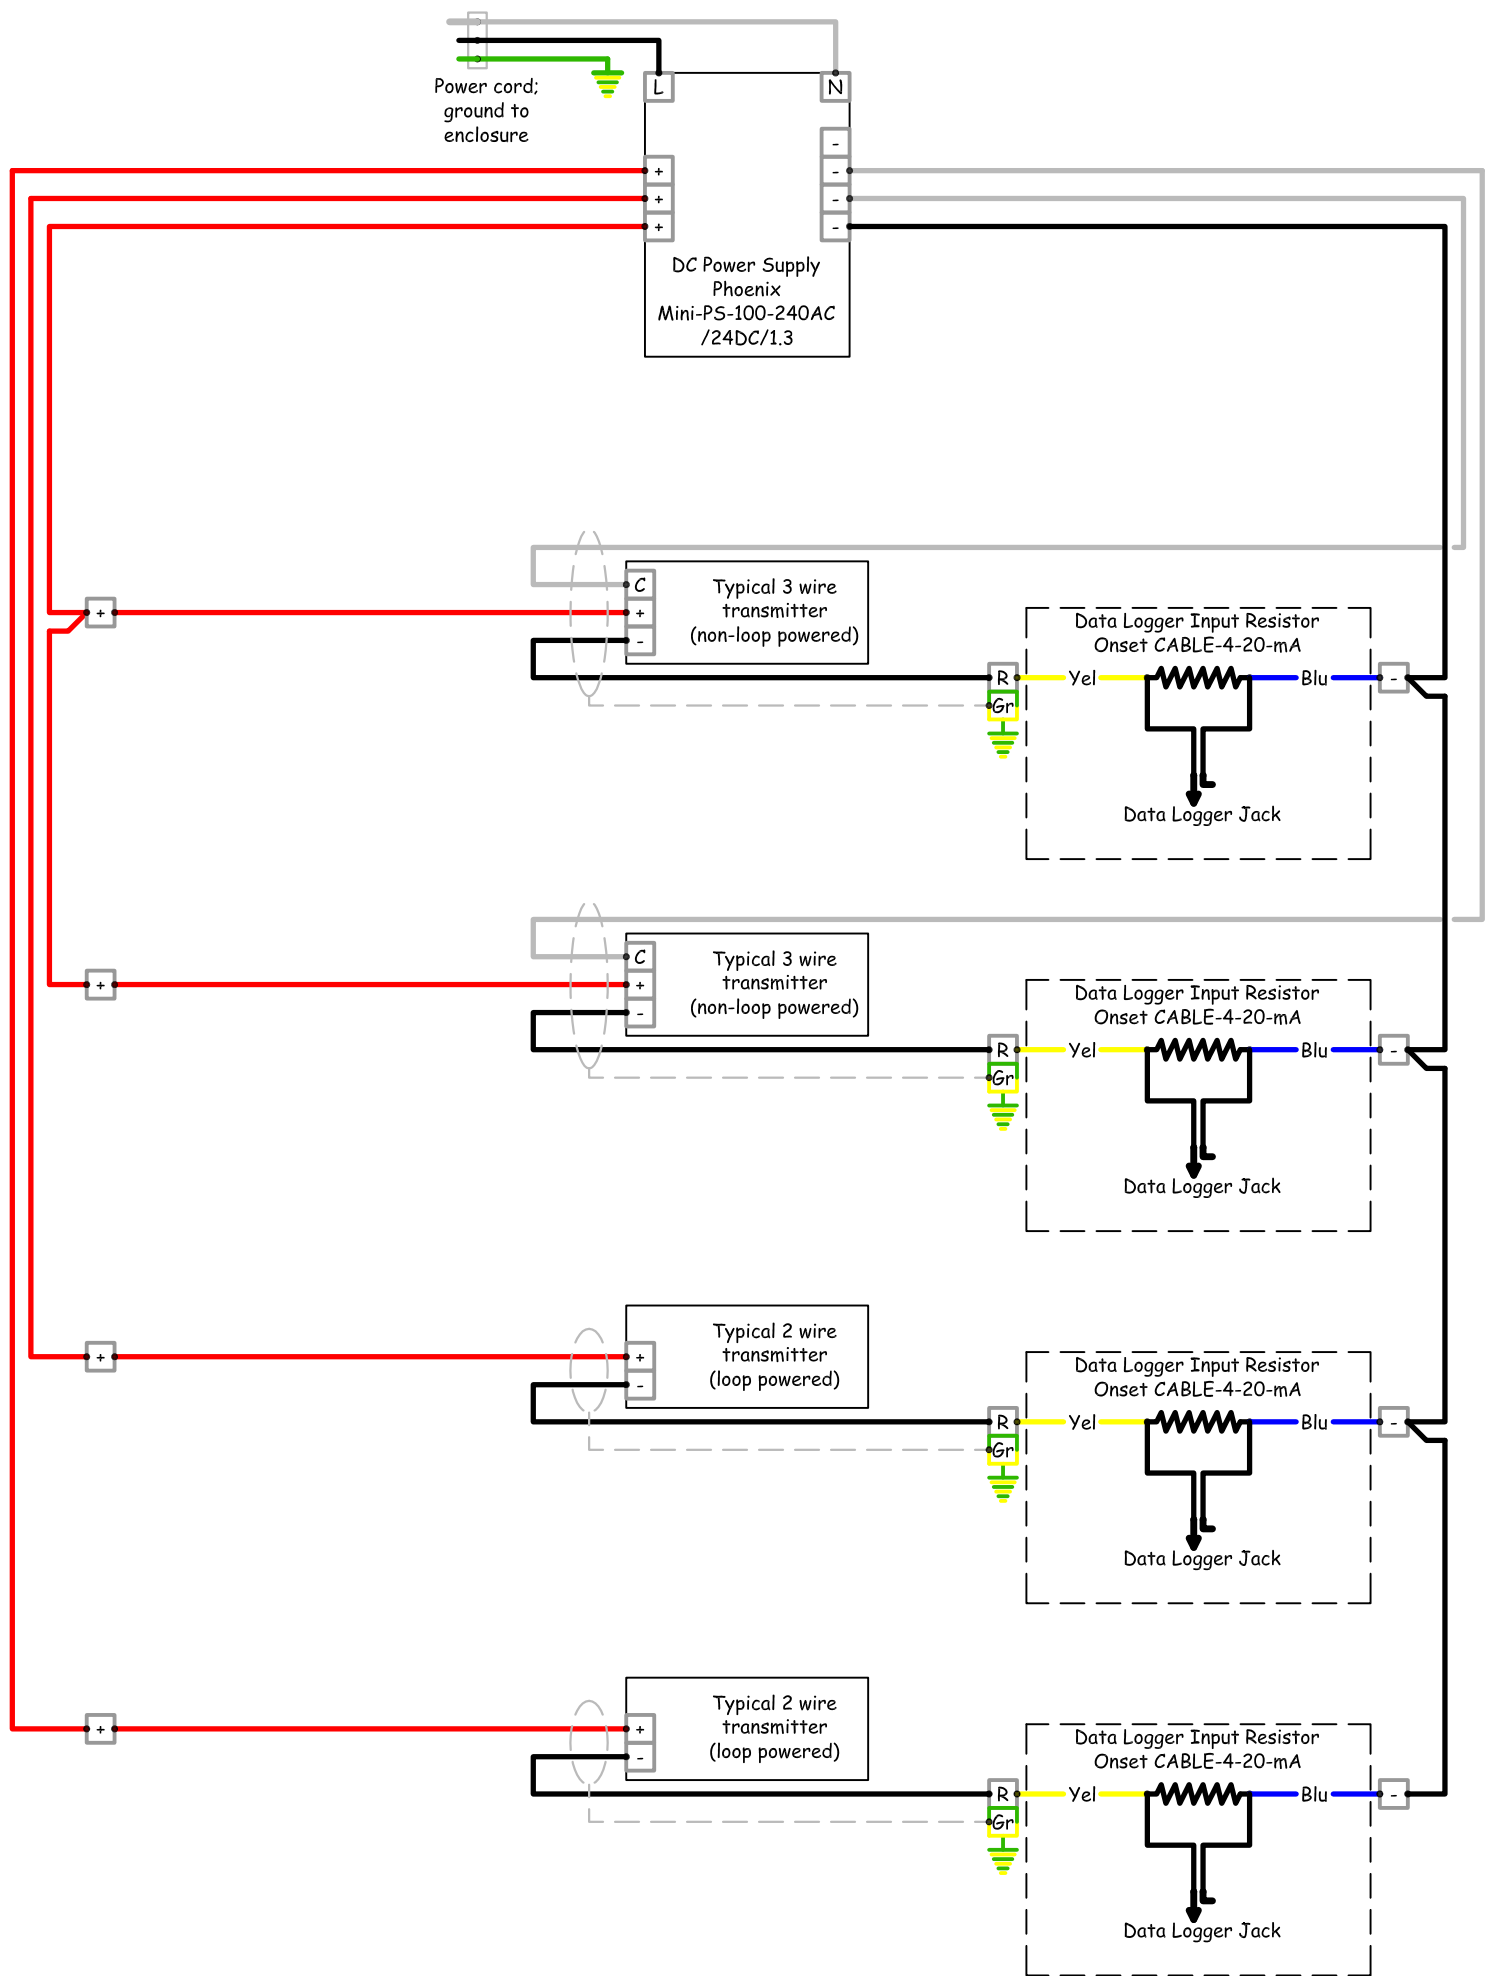 Power cord;
ground to
enclosure
L
N
-
+
-
+
-
+
-
DC Power Supply
Phoenix
Mini-PS-100-240AC
/24DC/1.3
+
C
+
-
Typical 3 wire
transmitter
(non-loop powered)
Data Logger Input Resistor
Onset CABLE-4-20-mA
R
Yel
Blu
-
Gr
Data Logger Jack
+
C
+
-
Typical 3 wire
transmitter
(non-loop powered)
Data Logger Input Resistor
Onset CABLE-4-20-mA
R
Yel
Blu
-
Gr
Data Logger Jack
+
+
-
Typical 2 wire
transmitter
(loop powered)
Data Logger Input Resistor
Onset CABLE-4-20-mA
R
Yel
Blu
-
Gr
Data Logger Jack
+
+
-
Typical 2 wire
transmitter
(loop powered)
Data Logger Input Resistor
Onset CABLE-4-20-mA
R
Yel
Blu
-
Gr
Data Logger Jack